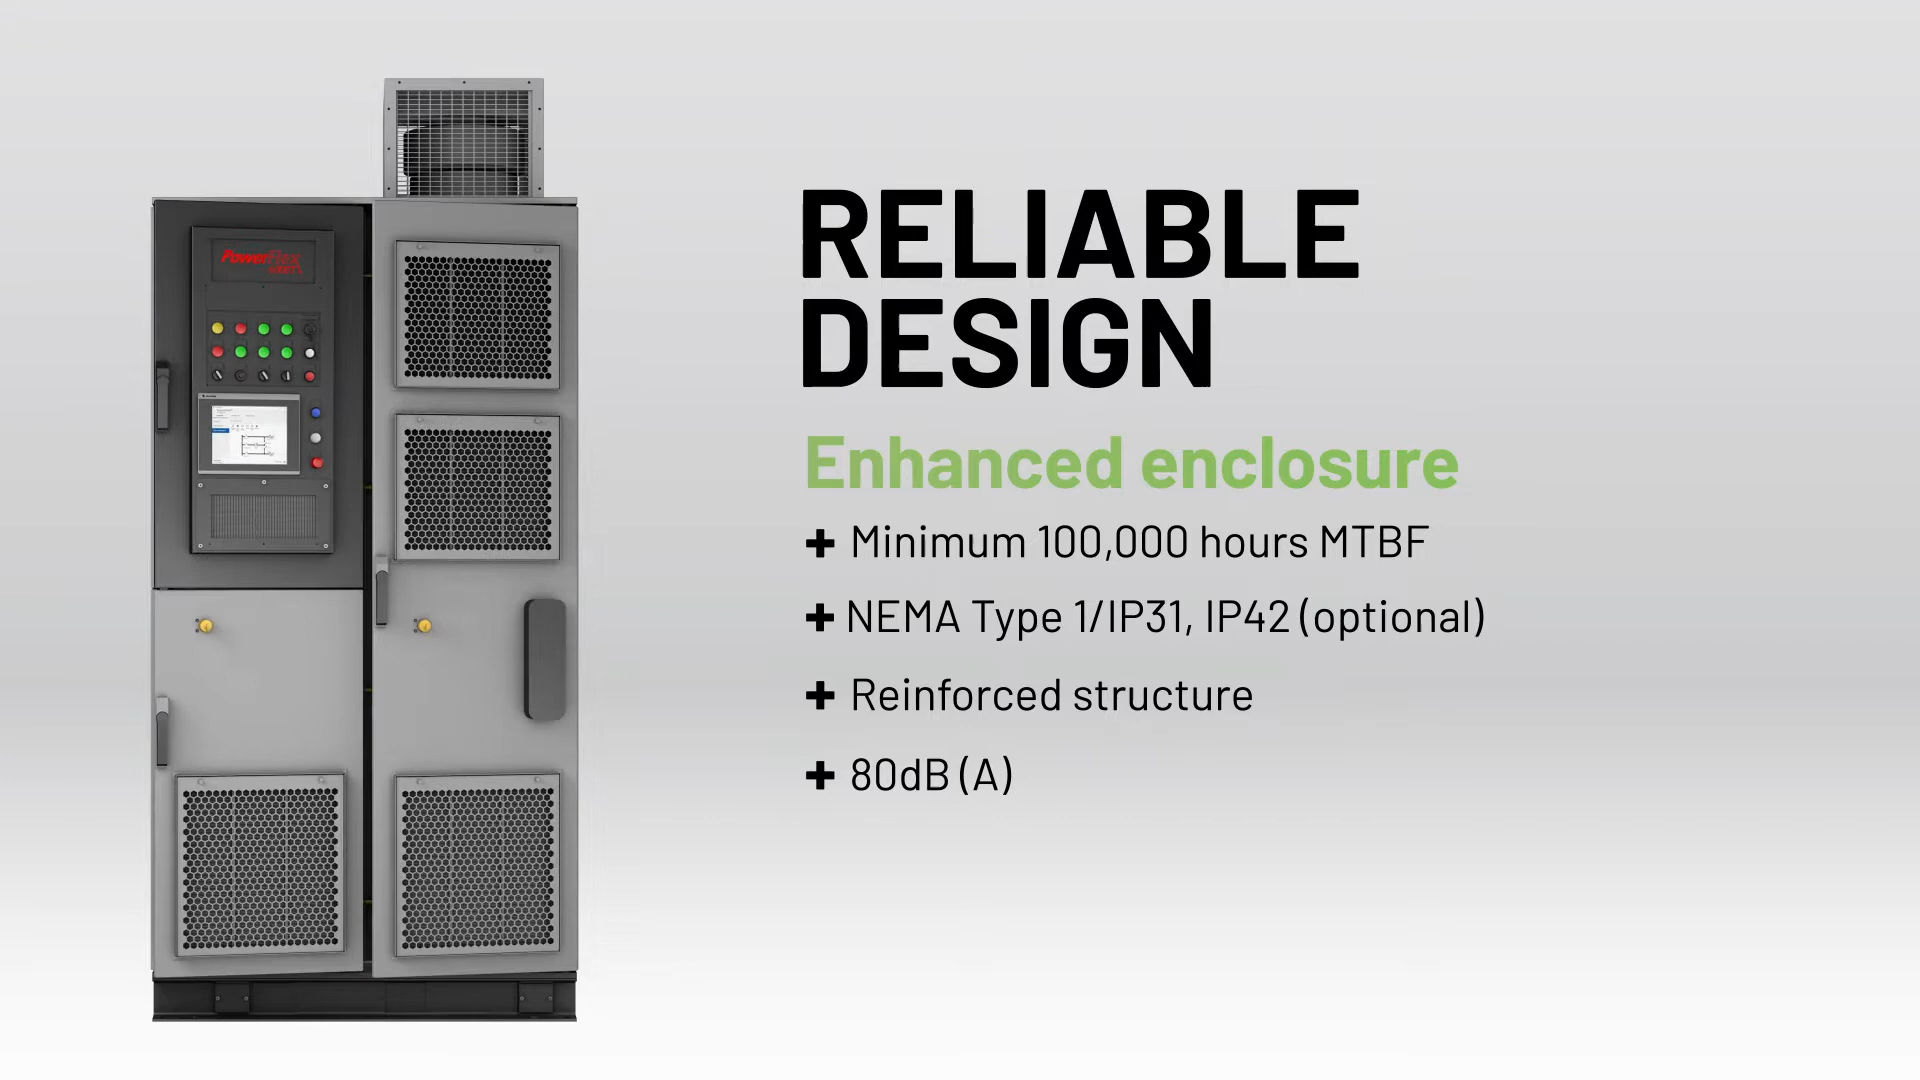 PowerFlex
RELIABLE
DESIGN
Enhanced enclosure
+ Minimum 100,000 hours MTBF
+ NEMA Type 1/IP31, IP42 (optional)
+ Reinforced structure
+ 80dB (A)